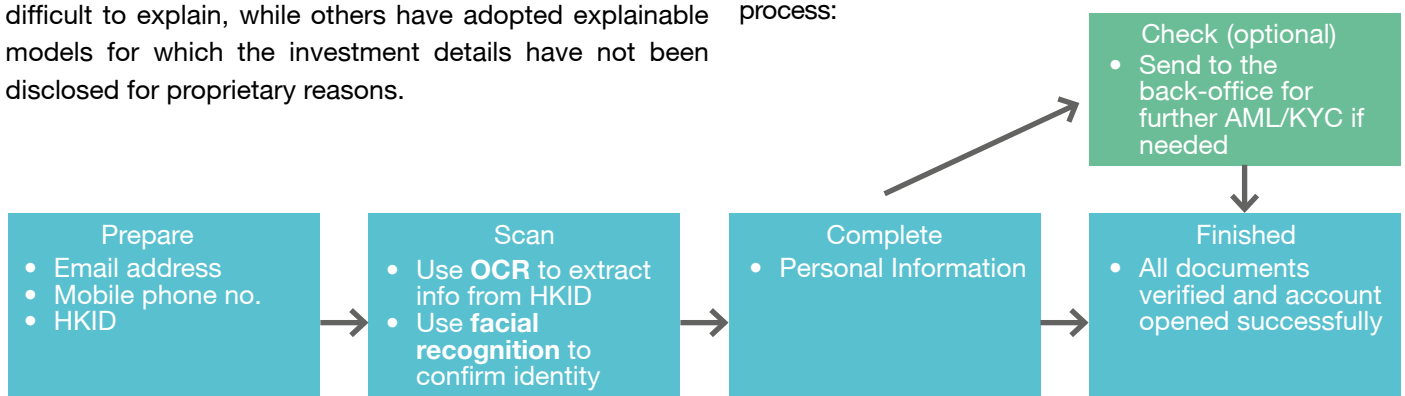 difficult to explain, while others have adopted explainable
models for which the investment details have not been
disclosed for proprietary reasons.
process:
Check (optional)
• Send to the
back-office for
further AML/KYC if
needed
Prepare
• Email address
• Mobile phone no.
• HKID
Scan
• Use OCR to extract
info from HKID
• Use facial
recognition to
confirm identity
Complete
• Personal Information
Finished
• All documents
verified and account
opened successfully